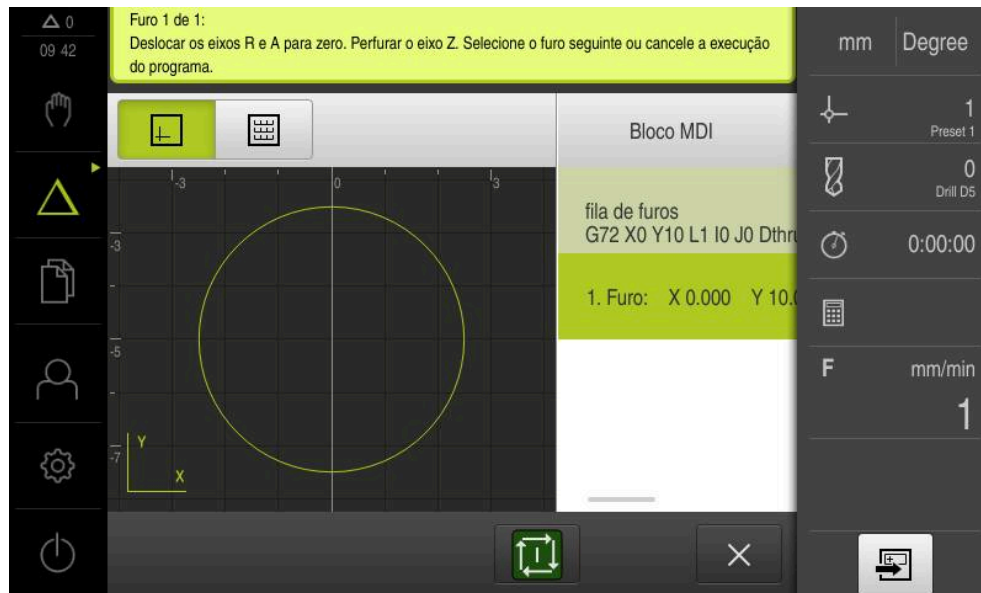 0
09 42
Furo 1 de 1:
Deslocar os eixos R e A para zero. Perfurar o eixo Z. Selecione o furo seguinte ou cancele a execução
do programa.
mm Degree
Bloco MDI
1
Preset 1
-3 0 3
fila de furos
G72 X0 Y10 L1 I0 J0 Dthru
0
Drill D5
-3
0:00:00
1. Furo: X 0.000 Y 10.0
-5
F mm/min
1
-7
Y
X